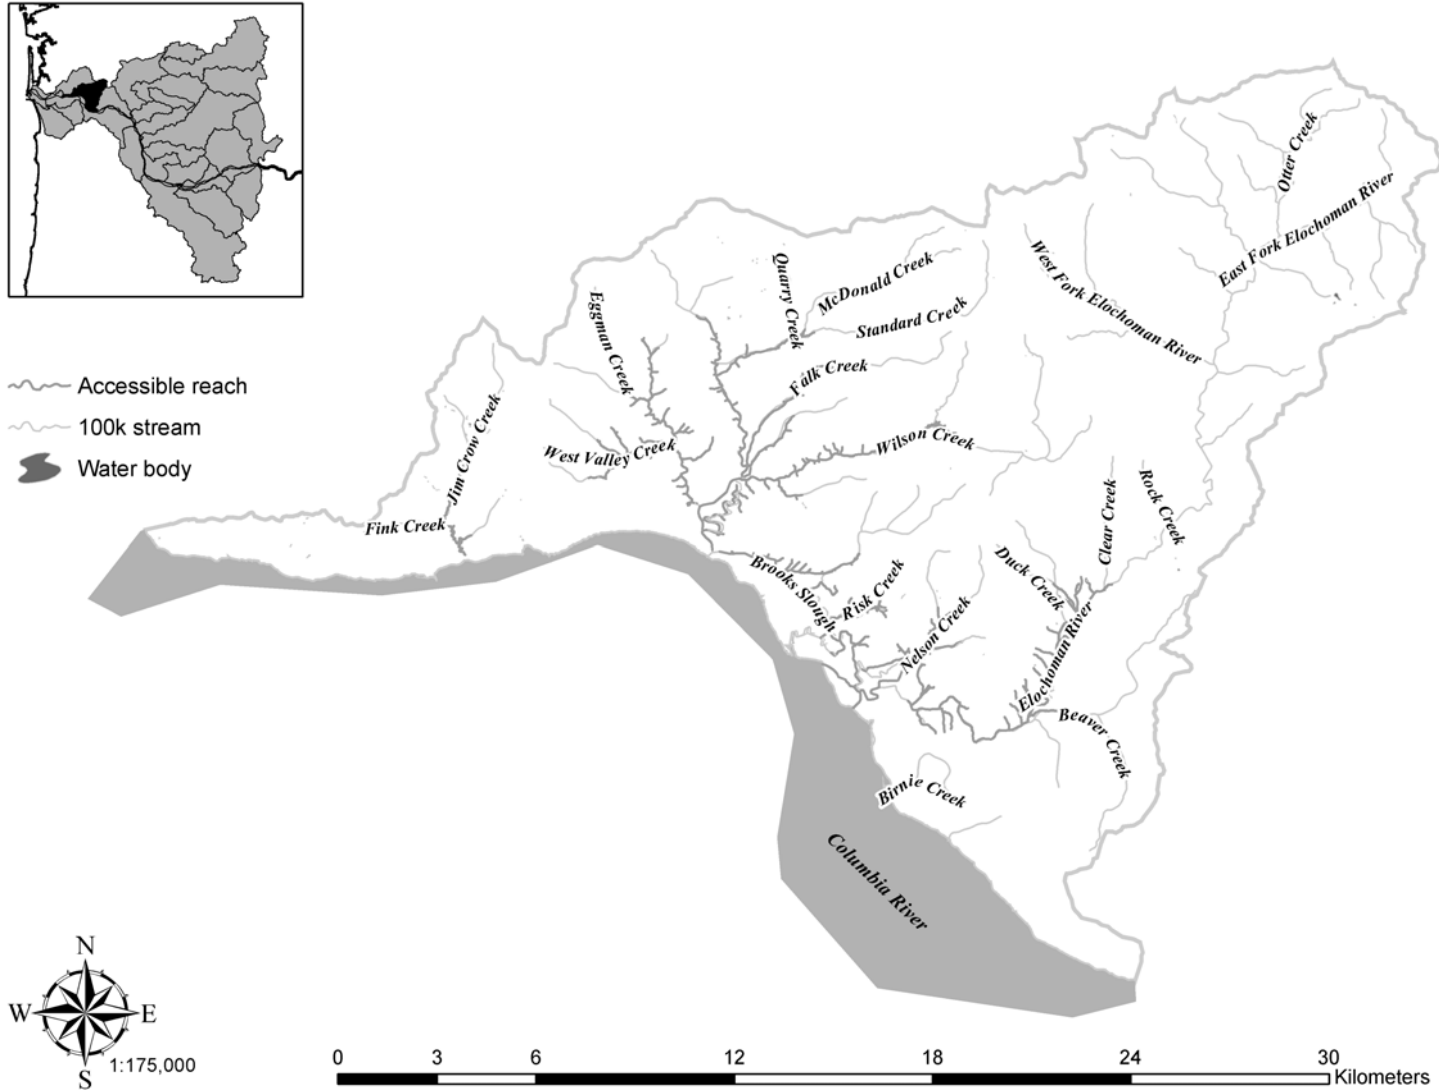 Otter Creek
East Fork Elochoman River
West Fork Elochoman River
Quarry Creek
McDonald Creek
Standard Creek
Eggman Creek
Falk Creek
Accessible reach
100k stream
Water body
Jim Crow Creek
West Valley Creek
Wilson Creek
Fink Creek
Clear Creek
Rock Creek
Brooks Slough
Risk Creek
Duck Creek
Nelson Creek
Elochoman River
Beaver Creek
Birnie Creek
Columbia River
N
W
E
S
1:175,000
0 3 6 12 18 24 30
Kilometers